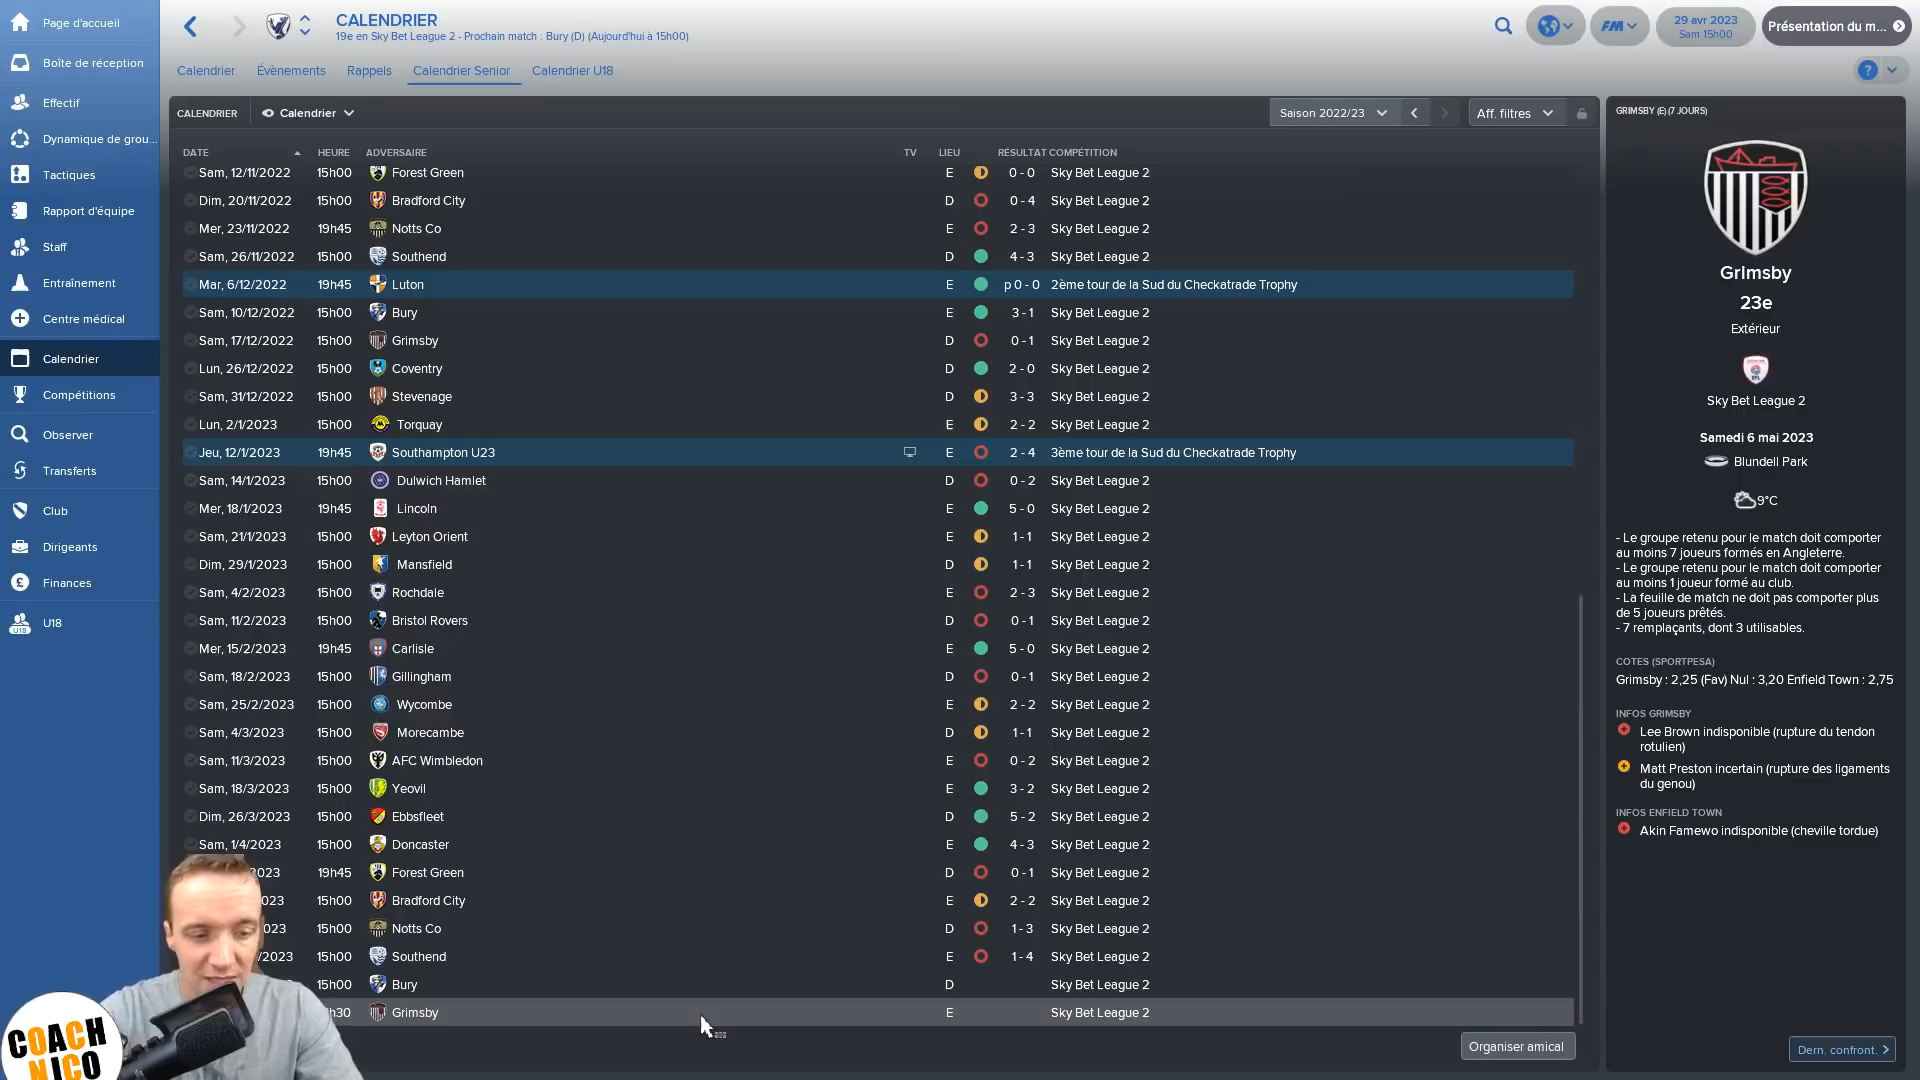 Page d'accueil
Boîte de réception
Effectif
Dynamique de grou...
Tactiques
Rapport d'équipe
Staff
Entraînement
Centre médical
Calendrier
Compétitions
Observer
Transferts
Club
Dirigeants
Finances
U18
CALENDRIER
19e en Sky Bet League 2 - Prochain match : Bury (D) (Aujourd'hui à 15h00)
FM
29 avr 2023
Sam 15h00
Présentation du m...
Calendrier Évènements Rappels Calendrier Senior Calendrier U18
CALENDRIER Calendrier Saison 2022/23 Aff. filtres
DATE HEURE ADVERSAIRE TV LIEU RÉSULTAT COMPÉTITION
Sam, 12/11/2022 15h00 Forest Green E 0 - 0 Sky Bet League 2
Dim, 20/11/2022 15h00 Bradford City D 0 - 4 Sky Bet League 2
Mer, 23/11/2022 19h45 Notts Co E 2 - 3 Sky Bet League 2
Sam, 26/11/2022 15h00 Southend D 4 - 3 Sky Bet League 2
Mar, 6/12/2022 19h45 Luton E p 0 - 0 2ème tour de la Sud du Checkatrade Trophy
Sam, 10/12/2022 15h00 Bury E 3 - 1 Sky Bet League 2
Sam, 17/12/2022 15h00 Grimsby D 0 - 1 Sky Bet League 2
Lun, 26/12/2022 15h00 Coventry D 2 - 0 Sky Bet League 2
Sam, 31/12/2022 15h00 Stevenage D 3 - 3 Sky Bet League 2
Lun, 2/1/2023 15h00 Torquay E 2 - 2 Sky Bet League 2
Jeu, 12/1/2023 19h45 Southampton U23 E 2 - 4 3ème tour de la Sud du Checkatrade Trophy
Sam, 14/1/2023 15h00 Dulwich Hamlet D 0 - 2 Sky Bet League 2
Mer, 18/1/2023 19h45 Lincoln E 5 - 0 Sky Bet League 2
Sam, 21/1/2023 15h00 Leyton Orient E 1 - 1 Sky Bet League 2
Dim, 29/1/2023 15h00 Mansfield D 1 - 1 Sky Bet League 2
Sam, 4/2/2023 15h00 Rochdale E 2 - 3 Sky Bet League 2
Sam, 11/2/2023 15h00 Bristol Rovers D 0 - 1 Sky Bet League 2
Mer, 15/2/2023 19h45 Carlisle E 5 - 0 Sky Bet League 2
Sam, 18/2/2023 15h00 Gillingham D 0 - 1 Sky Bet League 2
Sam, 25/2/2023 15h00 Wycombe E 2 - 2 Sky Bet League 2
Sam, 4/3/2023 15h00 Morecambe D 1 - 1 Sky Bet League 2
Sam, 11/3/2023 15h00 AFC Wimbledon E 0 - 2 Sky Bet League 2
Sam, 18/3/2023 15h00 Yeovil E 3 - 2 Sky Bet League 2
Dim, 26/3/2023 15h00 Ebbsfleet D 5 - 2 Sky Bet League 2
Sam, 1/4/2023 15h00 Doncaster E 4 - 3 Sky Bet League 2
2023 19h45 Forest Green D 0 - 1 Sky Bet League 2
023 15h00 Bradford City E 2 - 2 Sky Bet League 2
023 15h00 Notts Co D 1 - 3 Sky Bet League 2
/2023 15h00 Southend E 1 - 4 Sky Bet League 2
15h00 Bury D Sky Bet League 2
h30 Grimsby E Sky Bet League 2
Organiser amical
GRIMSBY (E) (7 JOURS)
Grimsby
23e
Extérieur
Sky Bet League 2
Samedi 6 mai 2023
Blundell Park
9°C
- Le groupe retenu pour le match doit comporter
au moins 7 joueurs formés en Angleterre.
- Le groupe retenu pour le match doit comporter
au moins 1 joueur formé au club.
- La feuille de match ne doit pas comporter plus
de 5 joueurs prêtés.
- 7 remplaçants, dont 3 utilisables.
COTES (SPORTPESA)
Grimsby : 2,25 (Fav) Nul : 3,20 Enfield Town : 2,75
INFOS GRIMSBY
Lee Brown indisponible (rupture du tendon
rotulien)
Matt Preston incertain (rupture des ligaments
du genou)
INFOS ENFIELD TOWN
Akin Famewo indisponible (cheville tordue)
Dern. confront.
COACH
NICO